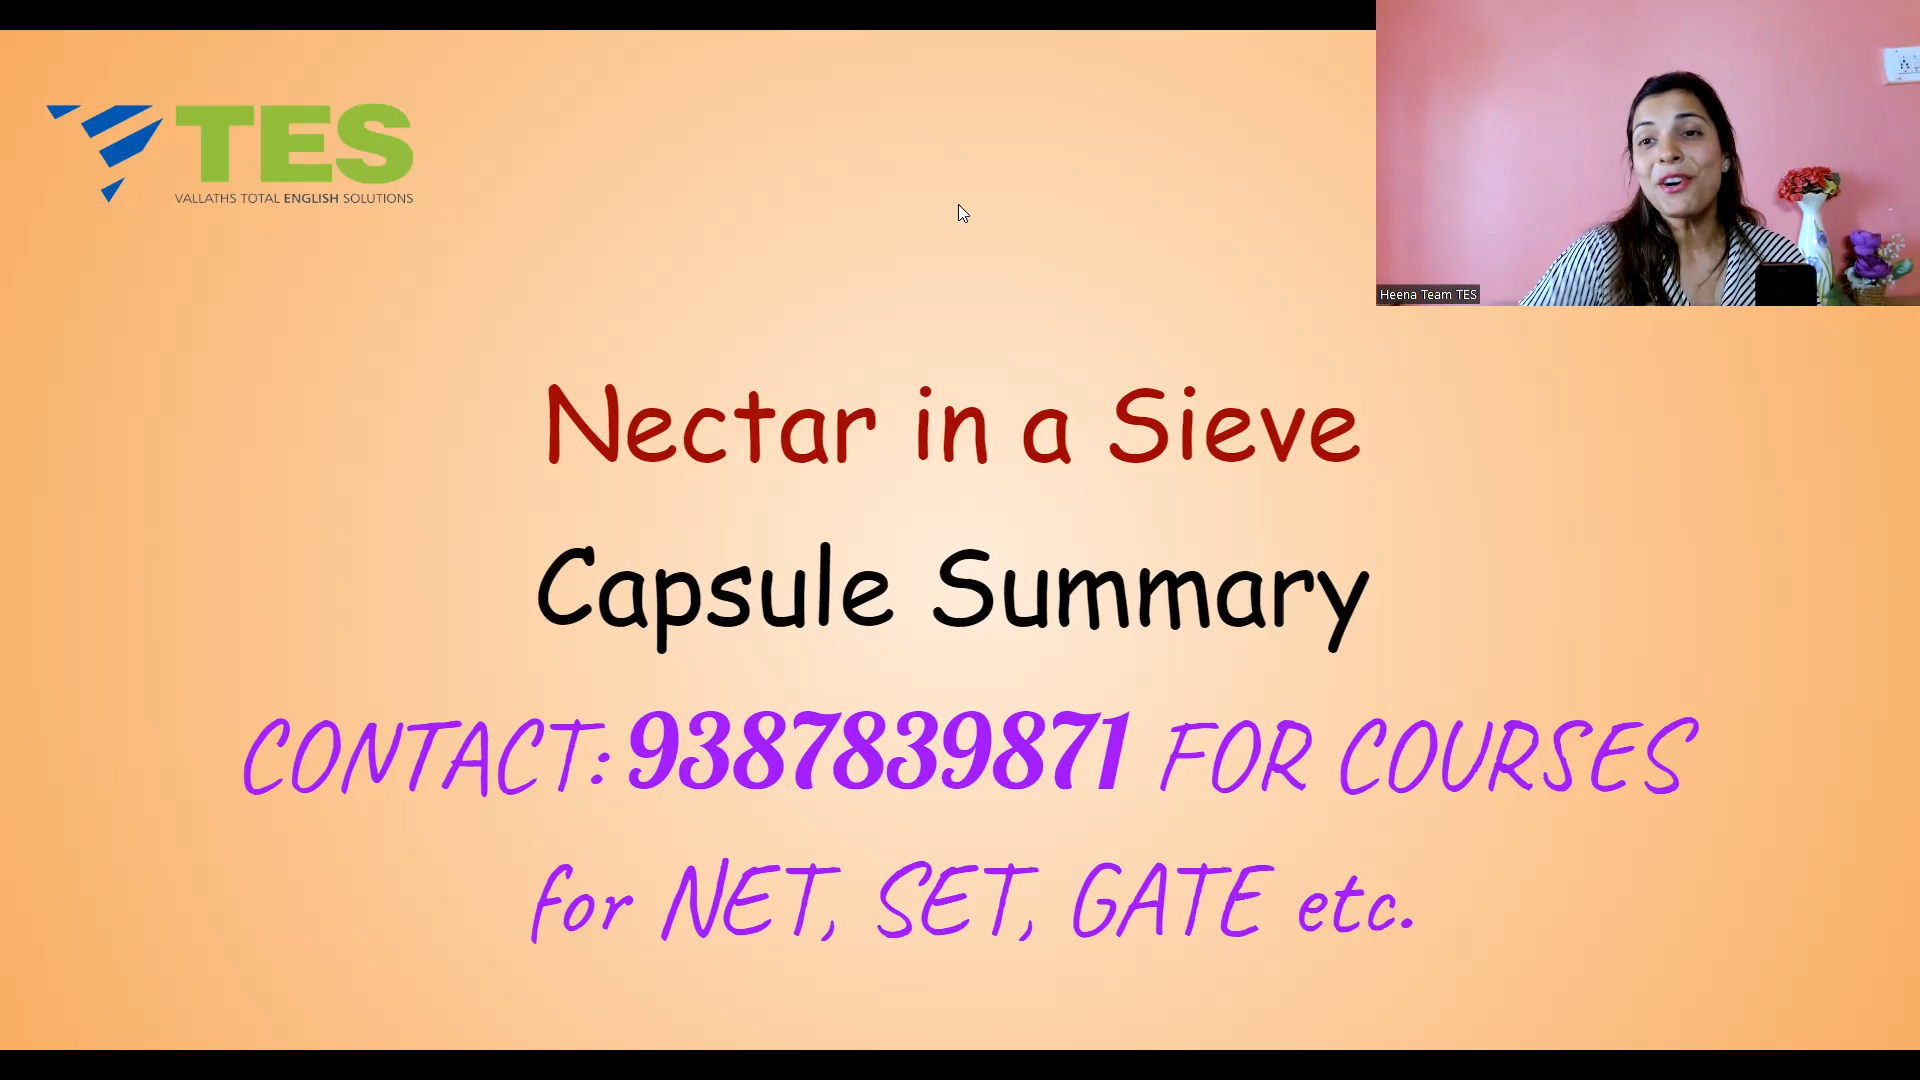 TES
VALLATHS TOTAL ENGLISH SOLUTIONS
Heena Team TES
Nectar in a Sieve
Capsule Summary
CONTACT: 9387839871 FOR COURSES
for NET, SET, GATE etc.